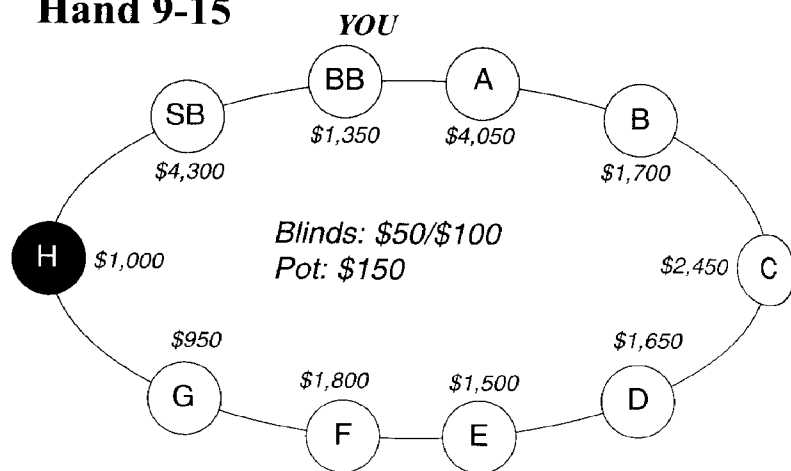 Hand 9-15
YOU
BB
A
SB
B
$1,350
$4,050
$4,300
$1,700
Blinds: $50/$100
Pot: $150
H
$1,000
$2,450
C
$950
$1,650
$1,800
$1,500
G
D
F
E